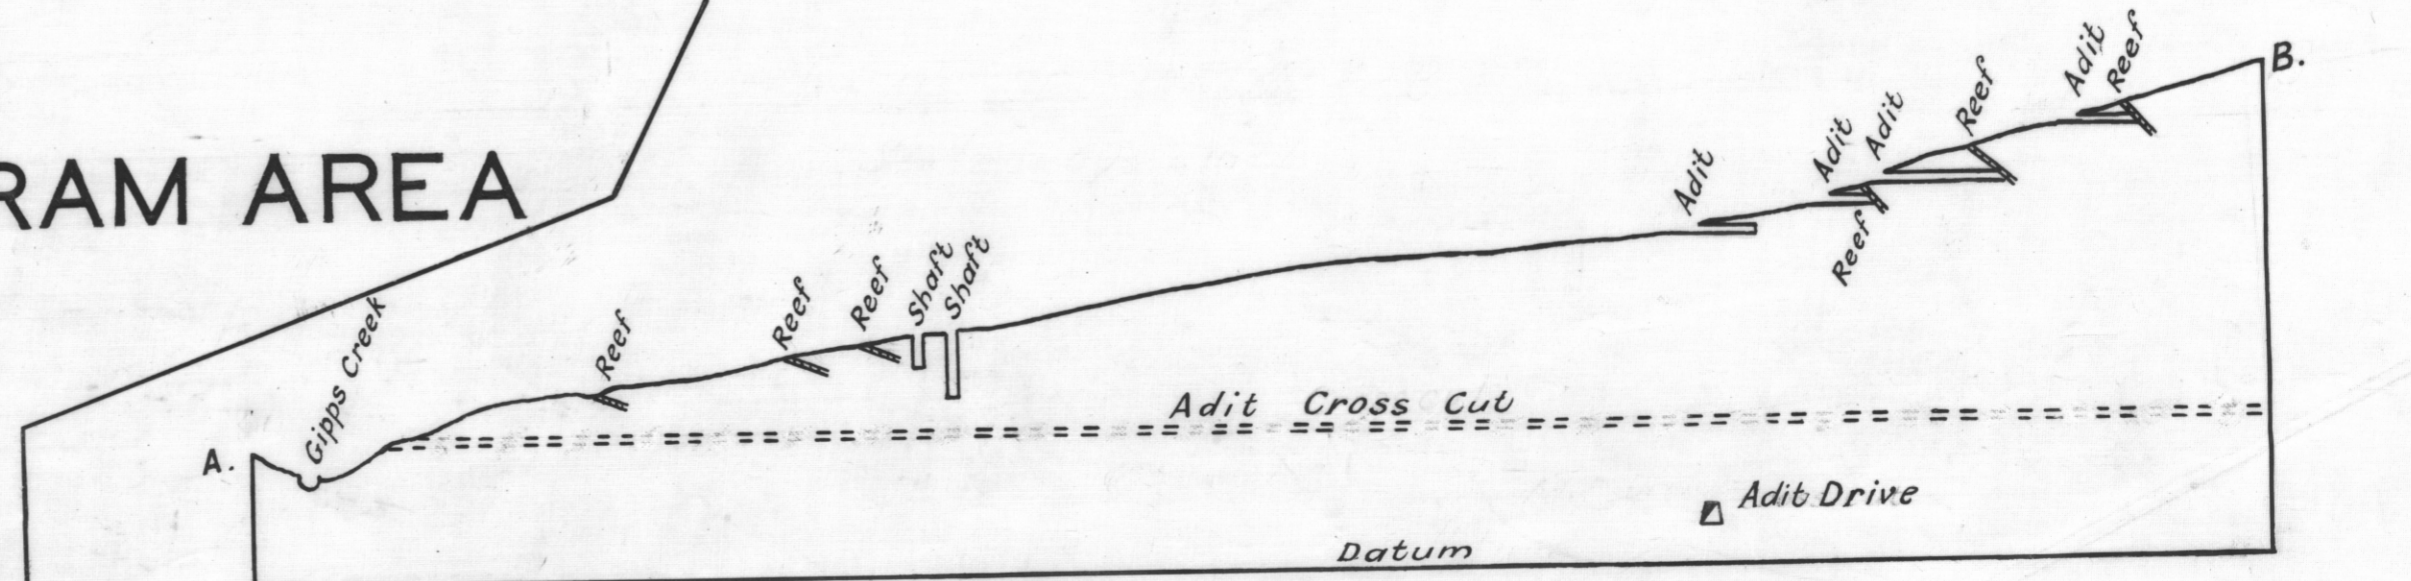 RAM AREA
A.
Gipps Creek
Reef
Reef
Reef
Shaft
Shaft
Adit
Adit
Reef
Adit
Reef
Adit
Reef
B.
Adit Cross Cut
Adit Drive
Datum